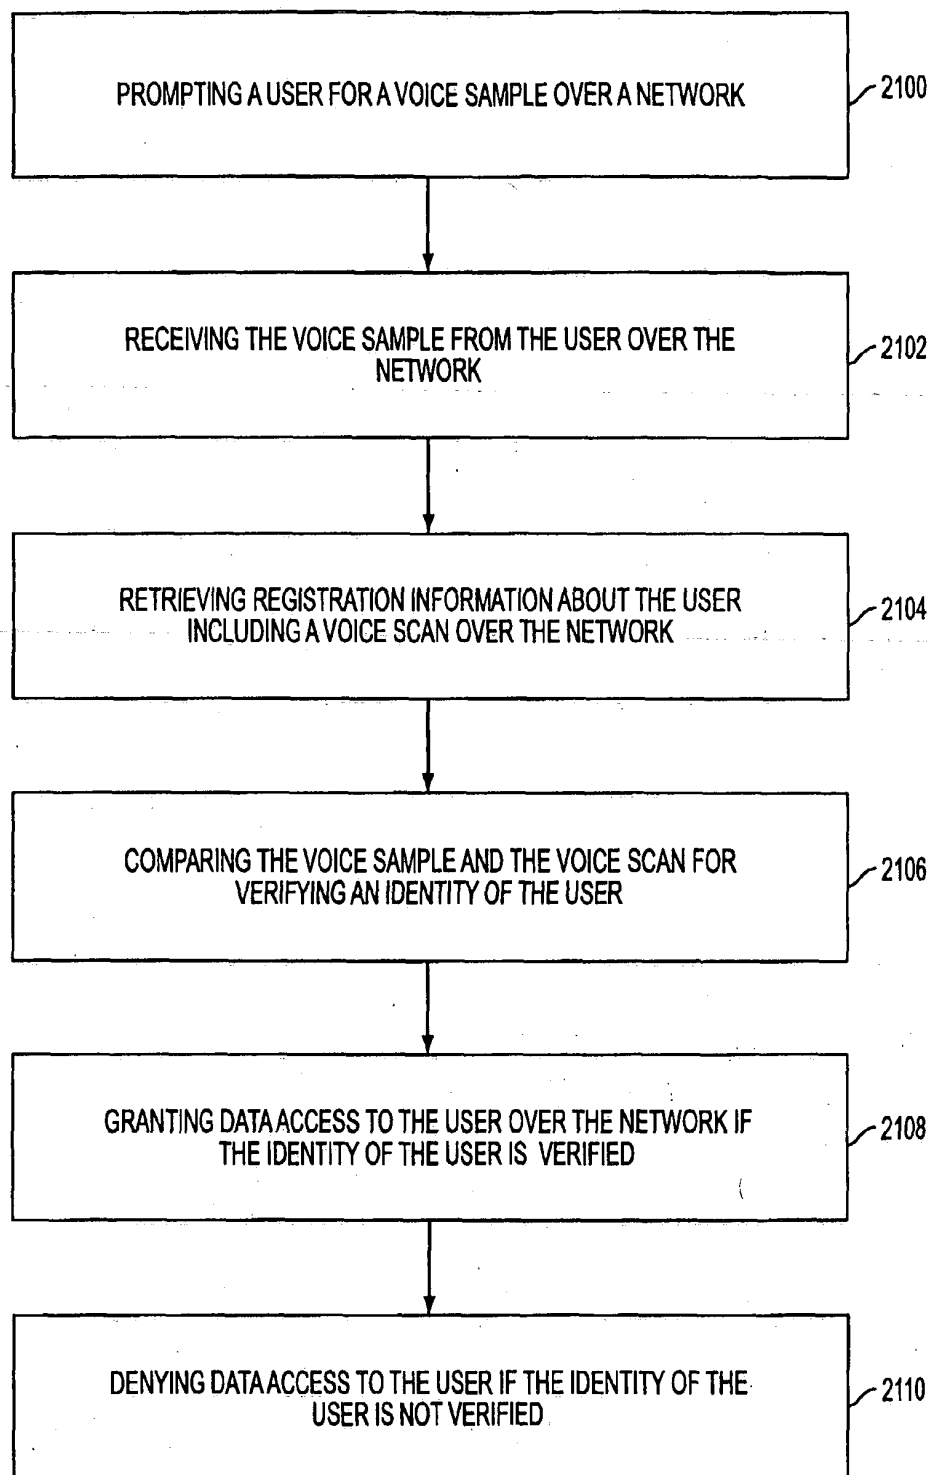 PROMPTING A USER FOR A VOICE SAMPLE OVER A NETWORK
2100
RECEIVING THE VOICE SAMPLE FROM THE USER OVER THE
NETWORK
2102
RETRIEVING REGISTRATION INFORMATION ABOUT THE USER
INCLUDING A VOICE SCAN OVER THE NETWORK
2104
COMPARING THE VOICE SAMPLE AND THE VOICE SCAN FOR
VERIFYING AN IDENTITY OF THE USER
2106
GRANTING DATA ACCESS TO THE USER OVER THE NETWORK IF
THE IDENTITY OF THE USER IS VERIFIED
2108
DENYING DATA ACCESS TO THE USER IF THE IDENTITY OF THE
USER IS NOT VERIFIED
2110